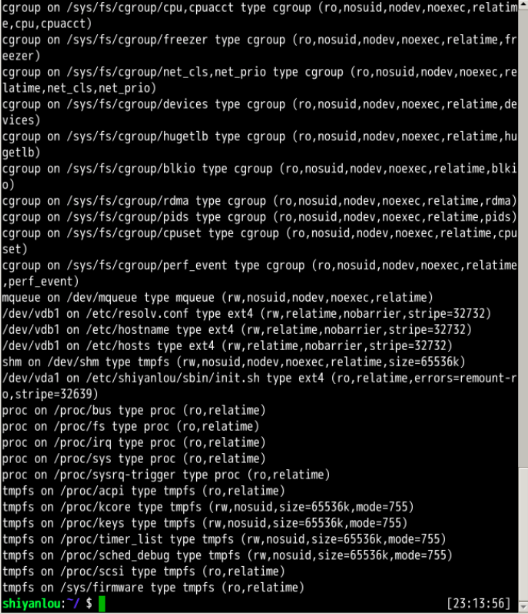 cgroup on /sys/fs/cgroup/cpu,cpuacct type cgroup (ro,nosuid,nodev,noexec,relatim
e,cpu,cpuacct)
cgroup on /sys/fs/cgroup/freezer type cgroup (ro,nosuid,nodev,noexec,relatime,fr
eezer)
cgroup on /sys/fs/cgroup/net_cls,net_prio type cgroup (ro,nosuid,nodev,noexec,re
latime,net_cls,net_prio)
cgroup on /sys/fs/cgroup/devices type cgroup (ro,nosuid,nodev,noexec,relatime,de
vices)
cgroup on /sys/fs/cgroup/hugetlb type cgroup (ro,nosuid,nodev,noexec,relatime,hu
getlb)
cgroup on /sys/fs/cgroup/blkio type cgroup (ro,nosuid,nodev,noexec,relatime,blki
o)
cgroup on /sys/fs/cgroup/rdma type cgroup (ro,nosuid,nodev,noexec,relatime,rdma)
cgroup on /sys/fs/cgroup/pids type cgroup (ro,nosuid,nodev,noexec,relatime,pids)
cgroup on /sys/fs/cgroup/cpuset type cgroup (ro,nosuid,nodev,noexec,relatime,cpu
set)
cgroup on /sys/fs/cgroup/perf_event type cgroup (ro,nosuid,nodev,noexec,relatime
,perf_event)
mqueue on /dev/mqueue type mqueue (rw,nosuid,nodev,noexec,relatime)
/dev/vdb1 on /etc/resolv.conf type ext4 (rw,relatime,nobarrier,stripe=32732)
/dev/vdb1 on /etc/hostname type ext4 (rw,relatime,nobarrier,stripe=32732)
/dev/vdb1 on /etc/hosts type ext4 (rw,relatime,nobarrier,stripe=32732)
shm on /dev/shm type tmpfs (rw,nosuid,nodev,noexec,relatime,size=65536k)
/dev/vda1 on /etc/shiyanlou/sbin/init.sh type ext4 (ro,relatime,errors=remount-r
o,stripe=32639)
proc on /proc/bus type proc (ro,relatime)
proc on /proc/fs type proc (ro,relatime)
proc on /proc/irq type proc (ro,relatime)
proc on /proc/sys type proc (ro,relatime)
proc on /proc/sysrq-trigger type proc (ro,relatime)
tmpfs on /proc/acpi type tmpfs (ro,relatime)
tmpfs on /proc/kcore type tmpfs (rw,nosuid,size=65536k,mode=755)
tmpfs on /proc/keys type tmpfs (rw,nosuid,size=65536k,mode=755)
tmpfs on /proc/timer_list type tmpfs (rw,nosuid,size=65536k,mode=755)
tmpfs on /proc/sched_debug type tmpfs (rw,nosuid,size=65536k,mode=755)
tmpfs on /proc/scsi type tmpfs (ro,relatime)
tmpfs on /sys/firmware type tmpfs (ro,relatime)
shiyanlou:~/ $ [23:13:56]